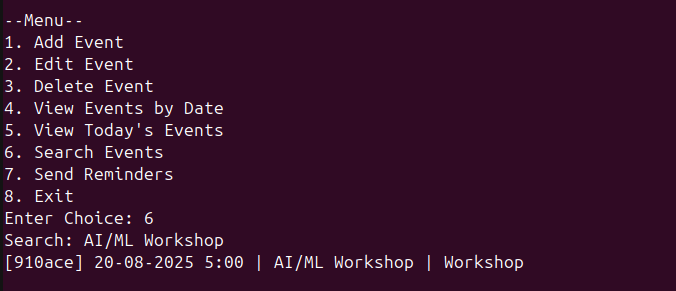 --Menu--
1. Add Event
2. Edit Event
3. Delete Event
4. View Events by Date
5. View Today's Events
6. Search Events
7. Send Reminders
8. Exit
Enter Choice: 6
Search: AI/ML Workshop
[910ace] 20-08-2025 5:00 | AI/ML Workshop | Workshop